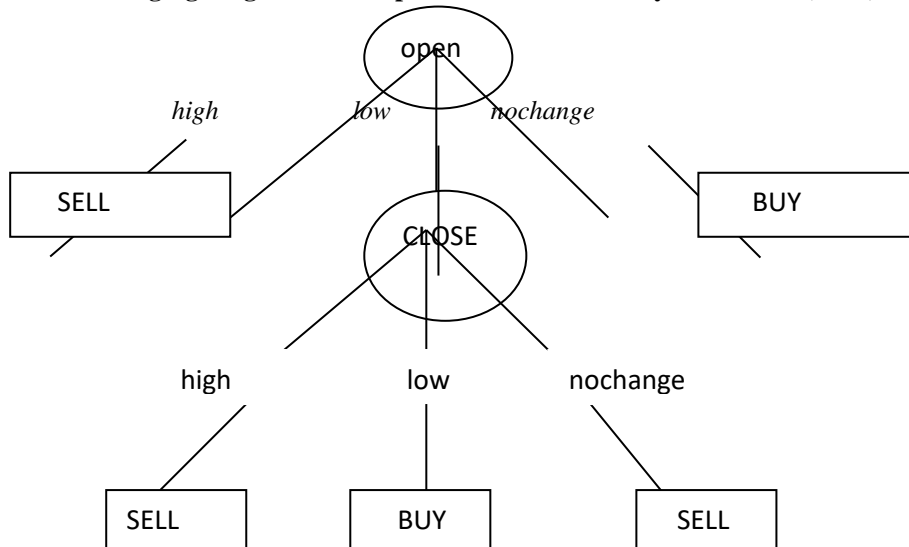 open
high low nochange
SELL BUY
CLOSE
high low nochange
SELL BUY SELL